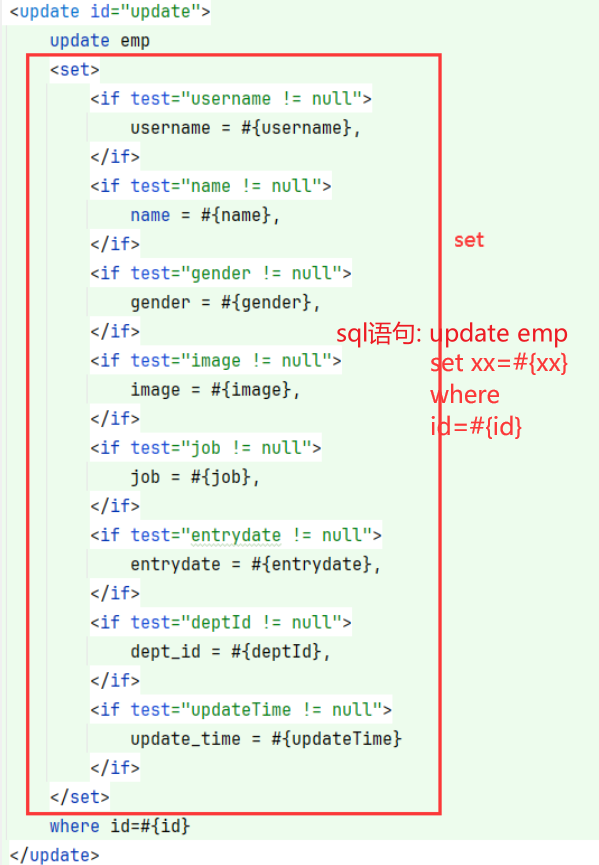 <update id="update">
update emp
<set>
<if test="username != null">
username = #{username},
</if>
<if test="name != null">
name = #{name},
</if>
<if test="gender != null">
set
gender = #{gender},
</if>
sql语句: update emp
<if test="image != null">
set xx=#{xx}
image = #{image},
where
</if>
id=#{id}
<if test="job != null">
job = #{job},
</if>
<if test="entrydate != null">
entrydate = #{entrydate},
</if>
<if test="deptId != null">
dept_id = #{deptId},
</if>
<if test="updateTime != null">
update_time = #{updateTime}
</if>
</set>
where id=#{id}
</update>